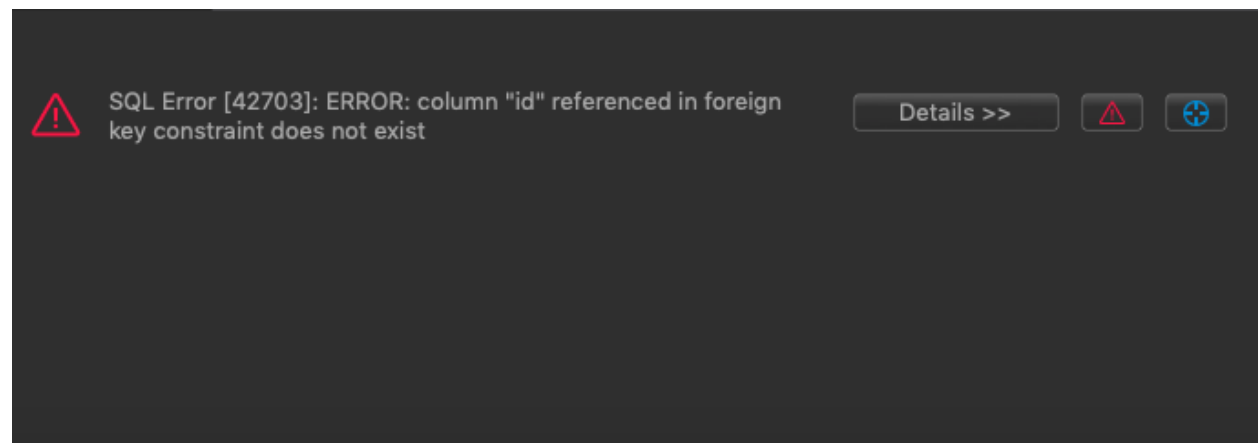 SQL Error [42703]: ERROR: column "id" referenced in foreign
key constraint does not exist
Details >>